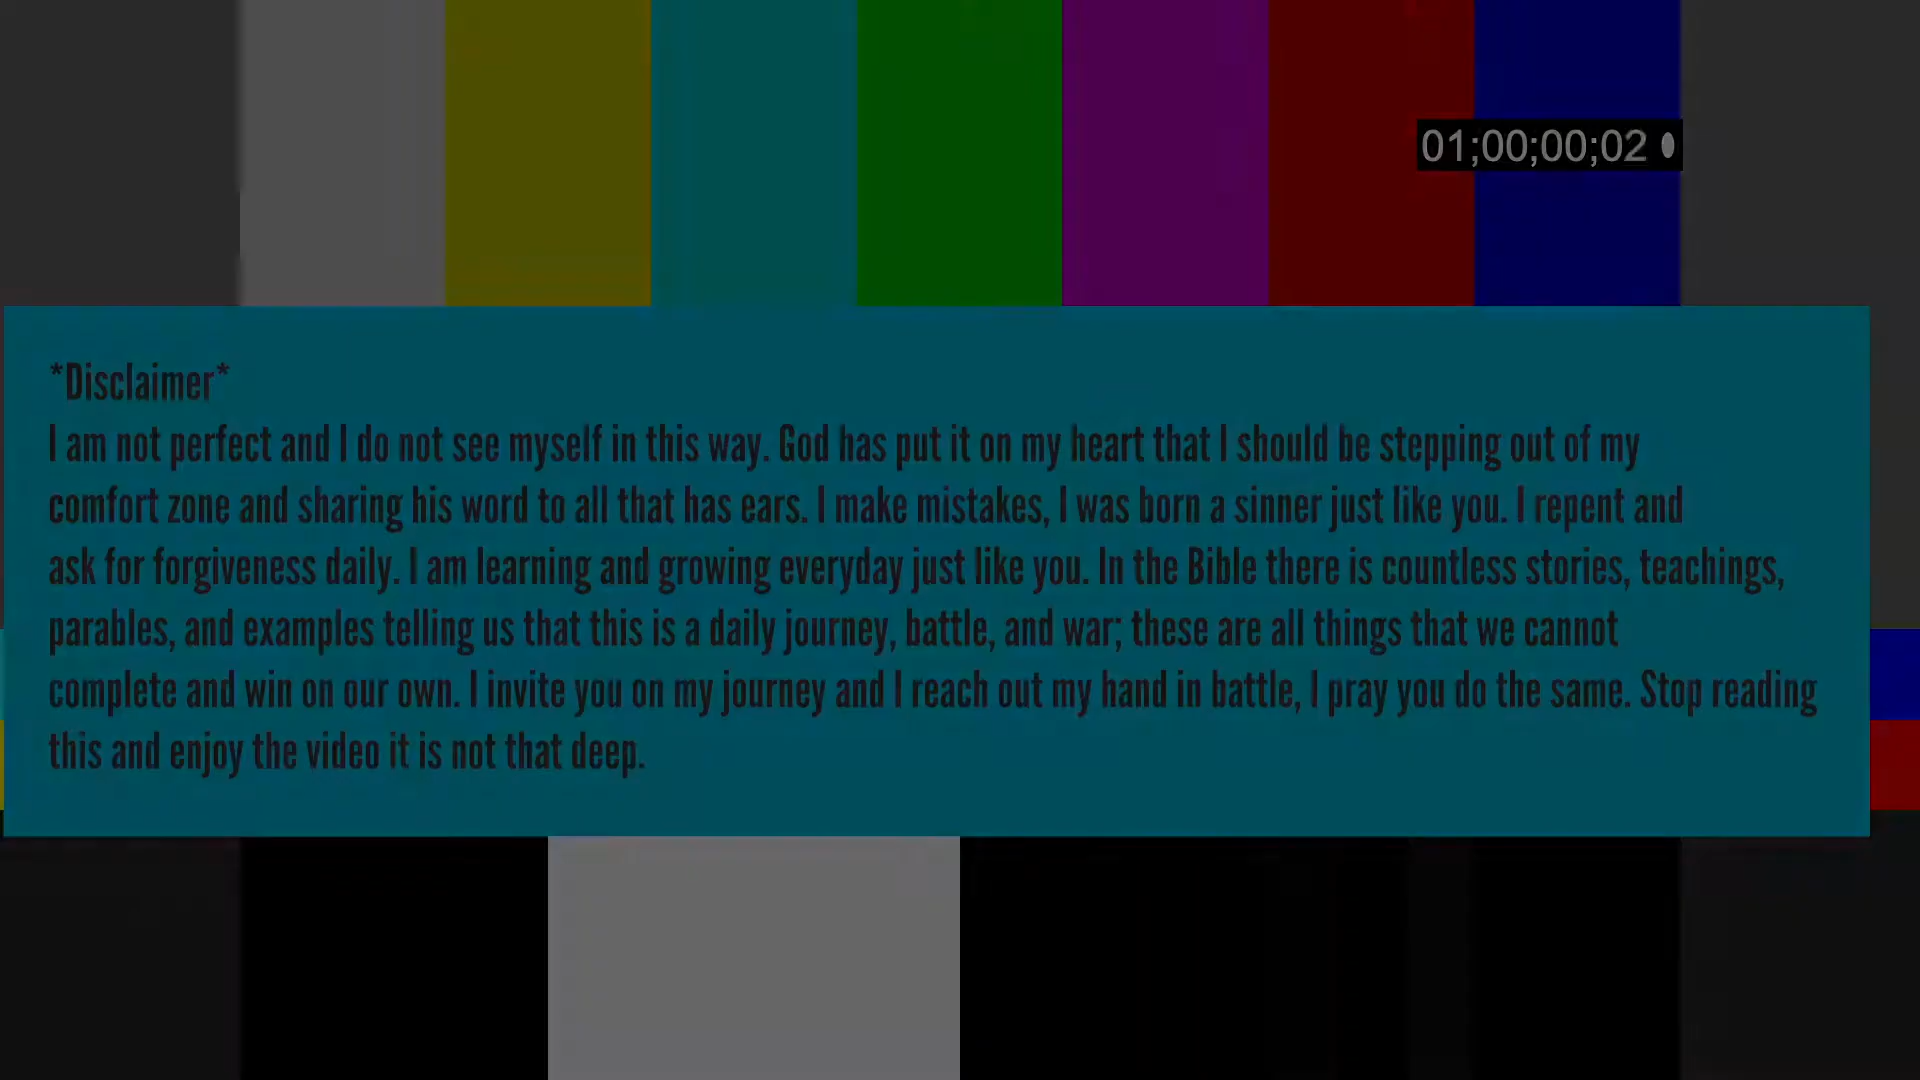 01;00;00;02
*Disclaimer*
I am not perfect and I do not see myself in this way. God has put it on my heart that I should be stepping out of my
comfort zone and sharing his word to all that has ears. I make mistakes, I was born a sinner just like you. I repent and
ask for forgiveness daily. I am learning and growing everyday just like you. In the Bible there is countless stories, teachings,
parables, and examples telling us that this is a daily journey, battle, and war; these are all things that we cannot
complete and win on our own. I invite you on my journey and I reach out my hand in battle, I pray you do the same. Stop reading
this and enjoy the video it is not that deep.